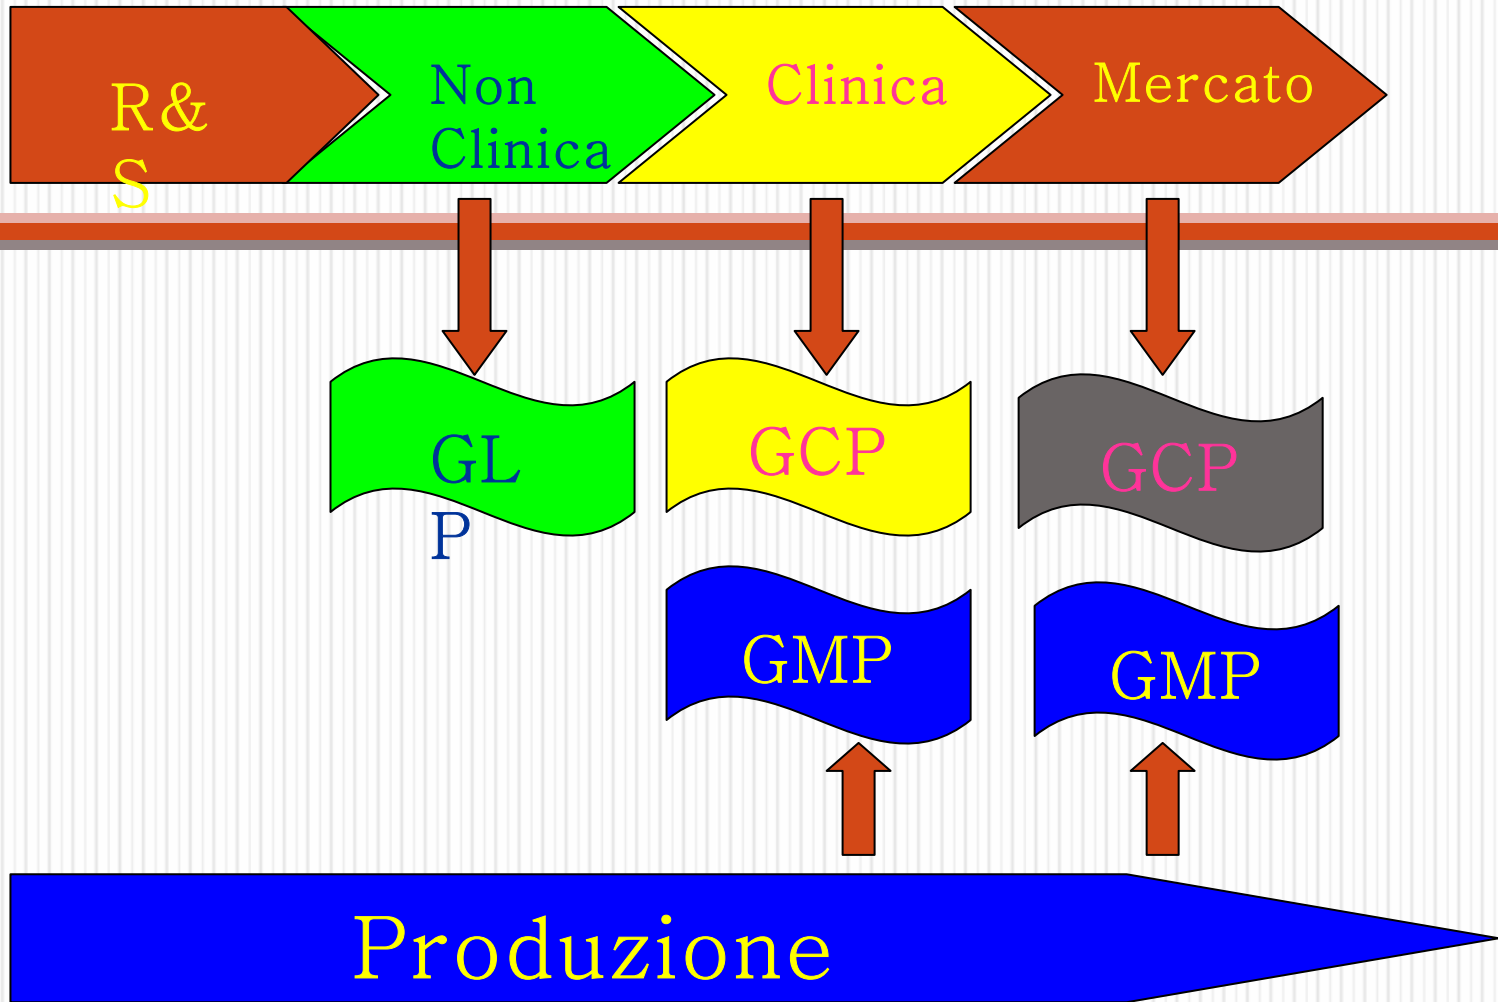 R&
S
Non
Clinica
Clinica
Mercato
GL
P
GCP
GCP
GMP
GMP
Produzione